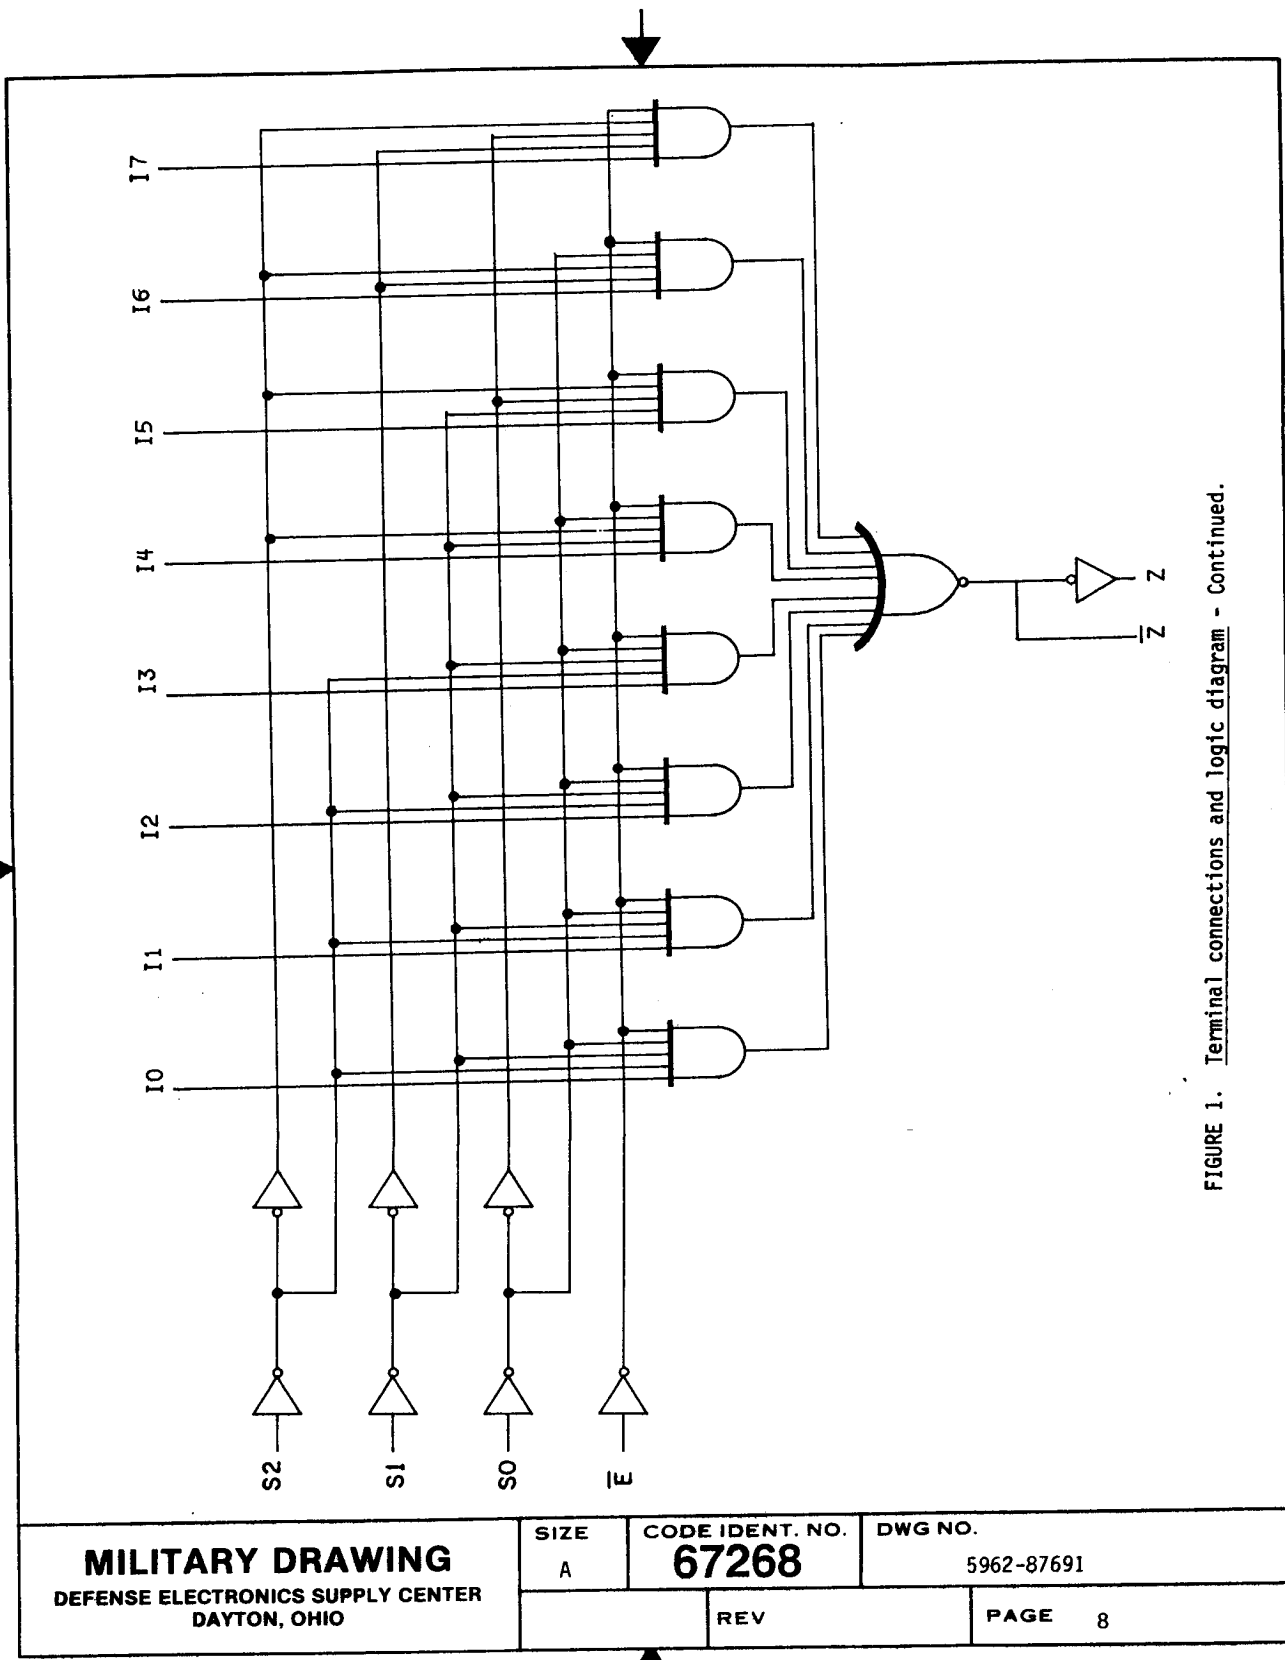 I0
I1
I2
I3
I4
I5
I6
I7
S2
S1
S0
E̅
Z
Z̅
FIGURE 1. Terminal connections and logic diagram - Continued.
MILITARY DRAWING
DEFENSE ELECTRONICS SUPPLY CENTER
DAYTON, OHIO
SIZE
A
CODE IDENT. NO.
67268
DWG NO.
5962-87691
REV
PAGE 8